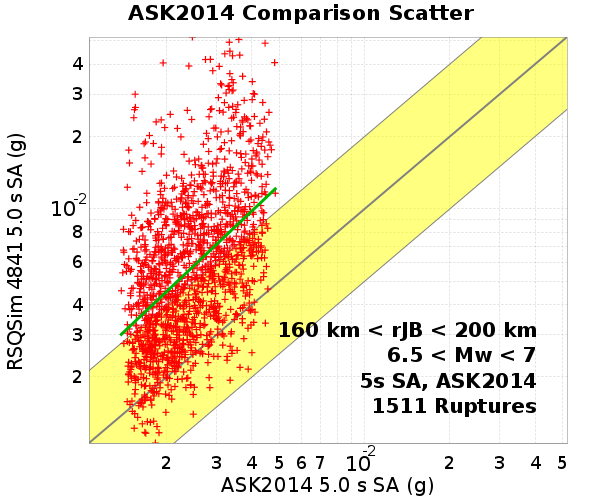 ASK2014 Comparison Scatter
RSQSim 4841 5.0 s SA (g)
4
3
2
10⁻²
8
6
4
3
2
160 km < rJB < 200 km
6.5 < Mw < 7
5s SA, ASK2014
1511 Ruptures
2 3 4 5 6 7 10⁻² 2 3 4 5
ASK2014 5.0 s SA (g)